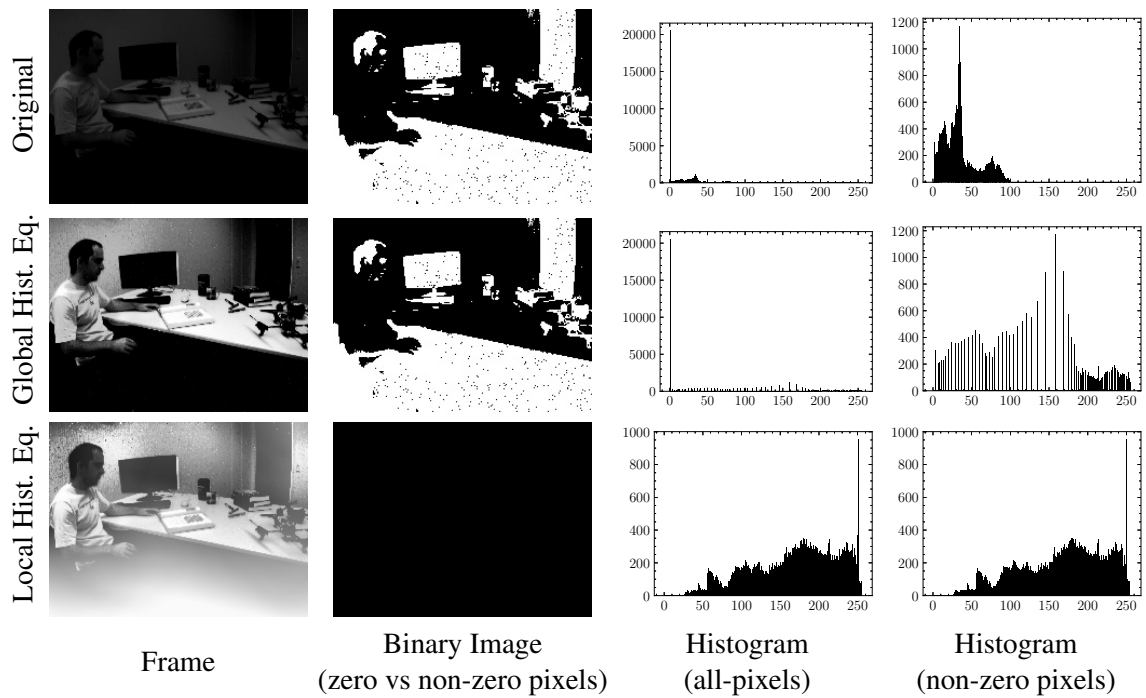 Original
20000
15000
10000
5000
0
0 50 100 150 200 250
1200
1000
800
600
400
200
0
0 50 100 150 200 250
Global Hist. Eq.
20000
15000
10000
5000
0
0 50 100 150 200 250
1200
1000
800
600
400
200
0
0 50 100 150 200 250
Local Hist. Eq.
1000
800
600
400
200
0
0 50 100 150 200 250
1000
800
600
400
200
0
0 50 100 150 200 250
Frame
Binary Image
(zero vs non-zero pixels)
Histogram
(all-pixels)
Histogram
(non-zero pixels)